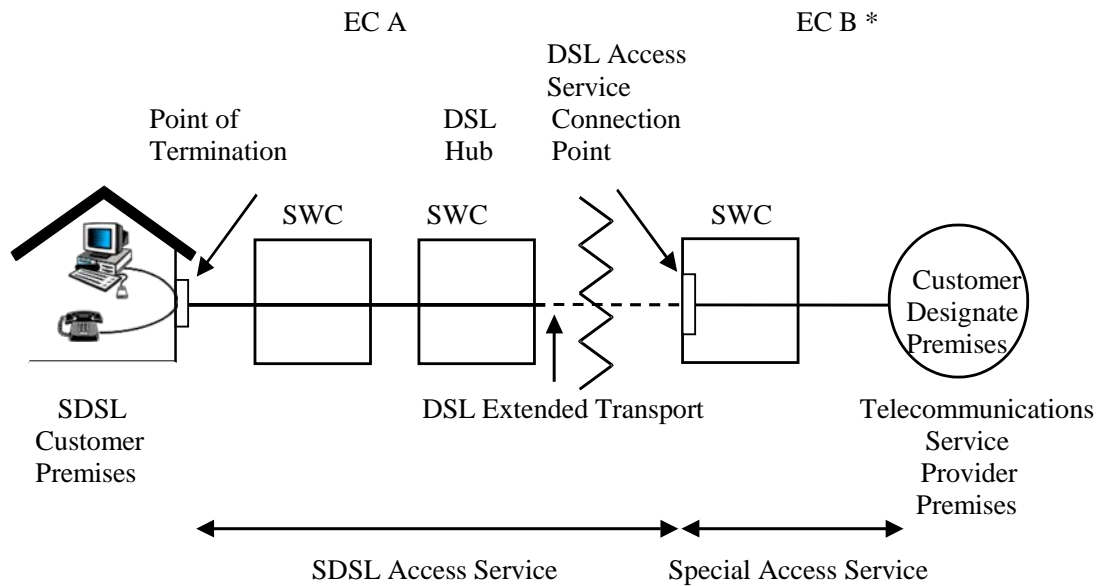 EC A
EC B *
DSL Access
Service
Connection
Point
Point of
Termination
DSL
Hub
SWC
SWC
SWC
Customer
Designate
Premises
DSL Extended Transport
SDSL
Customer
Premises
Telecommunications
Service
Provider
Premises
SDSL Access Service
Special Access Service